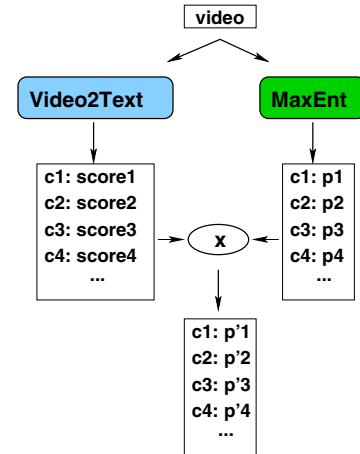 video
Video2Text
MaxEnt
c1: score1
c2: score2
c3: score3
c4: score4
...
c1: p1
c2: p2
c3: p3
c4: p4
...
x
c1: p'1
c2: p'2
c3: p'3
c4: p'4
...